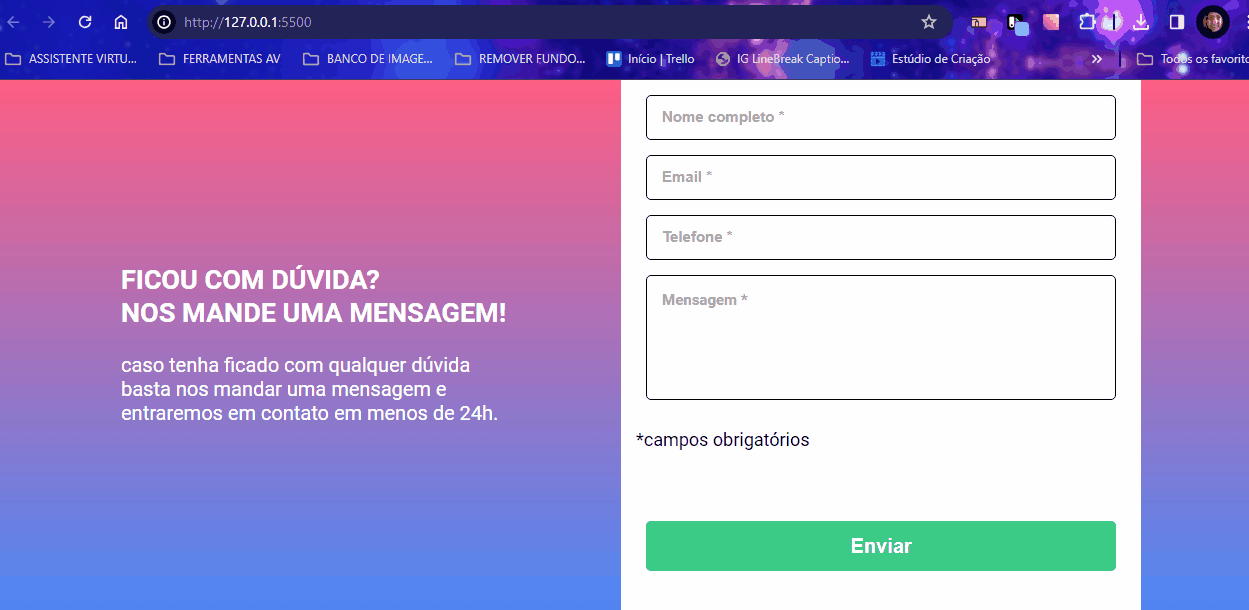 http://127.0.0.1:5500
ASSISTENTE VIRTU...
FERRAMENTAS AV
BANCO DE IMAGE...
REMOVER FUNDO...
Início | Trello
IG LineBreak Captio...
Estúdio de Criação
»
Todos os favorito
FICOU COM DÚVIDA?
NOS MANDE UMA MENSAGEM!
caso tenha ficado com qualquer dúvida
basta nos mandar uma mensagem e
entraremos em contato em menos de 24h.
Nome completo *
Email *
Telefone *
Mensagem *
*campos obrigatórios
Enviar